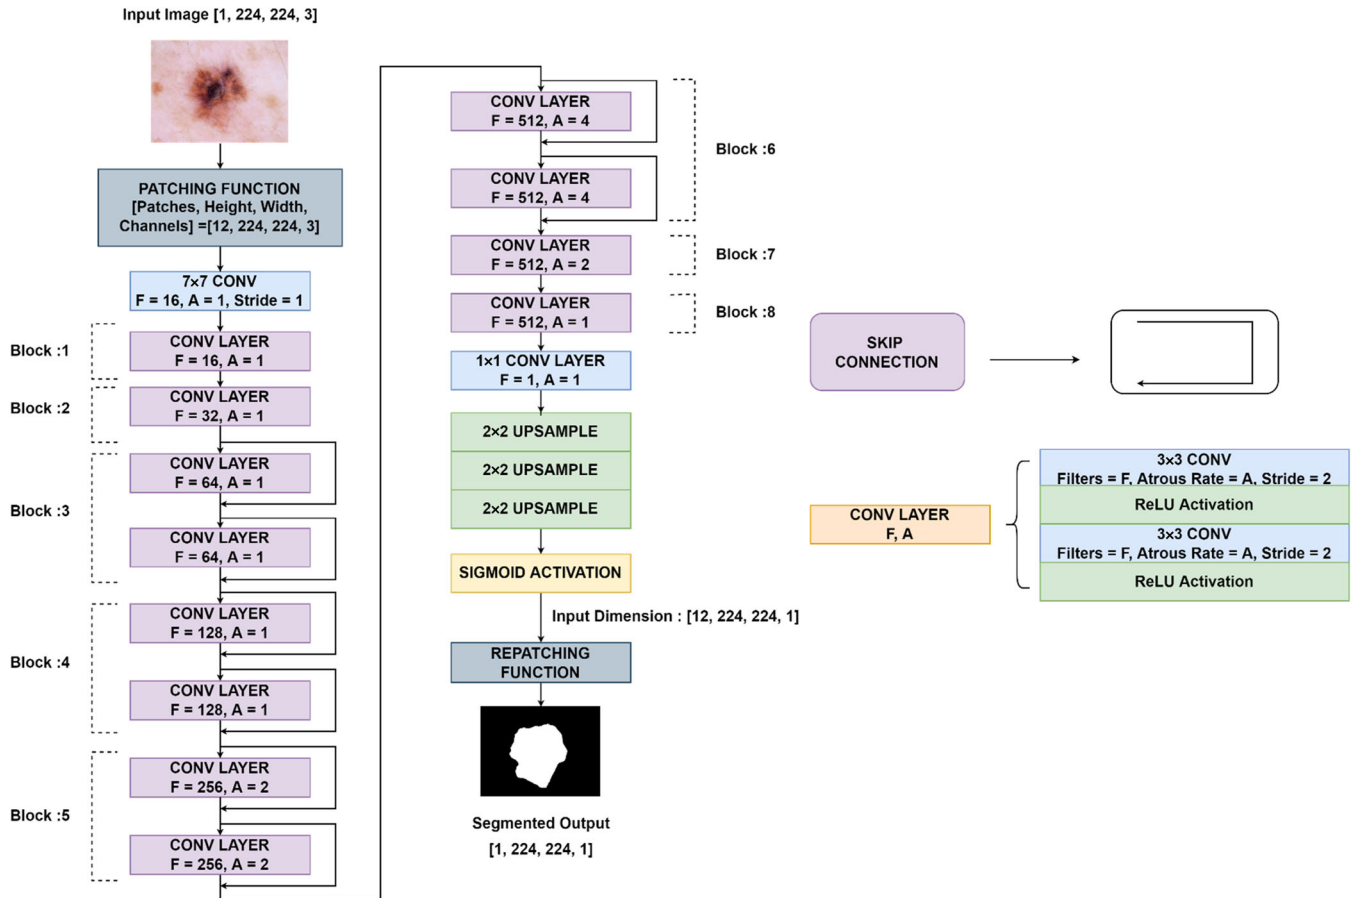 Input Image [1, 224, 224, 3]
PATCHING FUNCTION
[Patches, Height, Width,
Channels] =[12, 224, 224, 3]
7×7 CONV
F = 16, A = 1, Stride = 1
Block :1
CONV LAYER
F = 16, A = 1
Block :2
CONV LAYER
F = 32, A = 1
Block :3
CONV LAYER
F = 64, A = 1
CONV LAYER
F = 64, A = 1
Block :4
CONV LAYER
F = 128, A = 1
CONV LAYER
F = 128, A = 1
Block :5
CONV LAYER
F = 256, A = 2
CONV LAYER
F = 256, A = 2
CONV LAYER
F = 512, A = 4
Block :6
CONV LAYER
F = 512, A = 4
CONV LAYER
F = 512, A = 2
Block :7
CONV LAYER
F = 512, A = 1
Block :8
1×1 CONV LAYER
F = 1, A = 1
2×2 UPSAMPLE
2×2 UPSAMPLE
2×2 UPSAMPLE
SIGMOID ACTIVATION
Input Dimension : [12, 224, 224, 1]
REPATCHING
FUNCTION
Segmented Output
[1, 224, 224, 1]
SKIP
CONNECTION
CONV LAYER
F, A
3×3 CONV
Filters = F, Atrous Rate = A, Stride = 2
ReLU Activation
3×3 CONV
Filters = F, Atrous Rate = A, Stride = 2
ReLU Activation